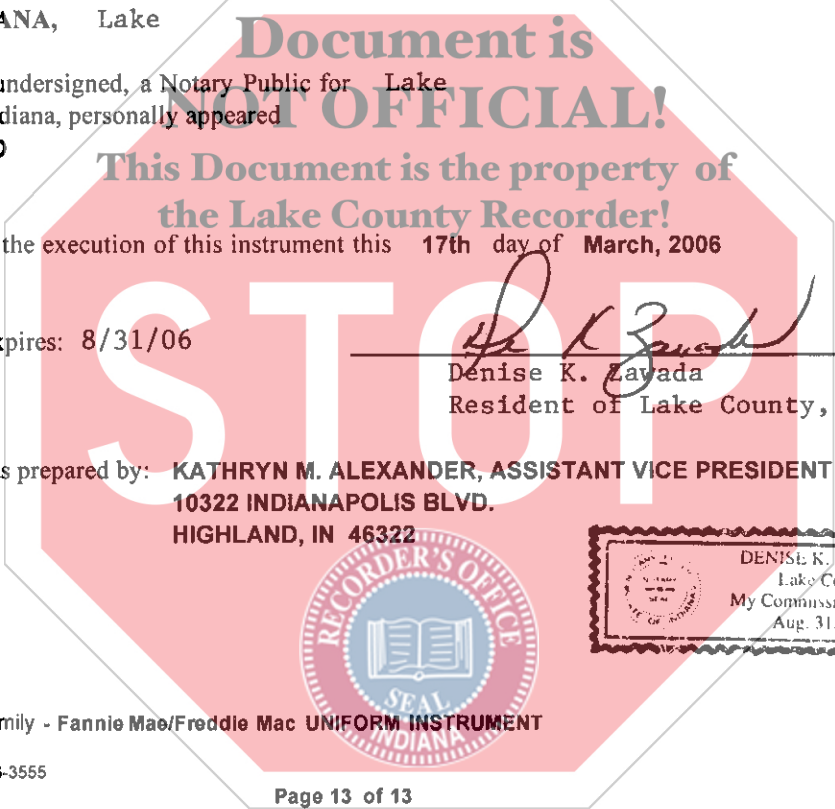 ANA, Lake
Document is
undersigned, a Notary Public for Lake
NOT OFFICIAL!
diana, personally appeared
This Document is the property of
the Lake County Recorder!
the execution of this instrument this 17th day of March, 2006
STOP
xpires: 8/31/06
Denise K. Zavada
Resident of Lake County,
s prepared by: KATHRYN M. ALEXANDER, ASSISTANT VICE PRESIDENT
10322 INDIANAPOLIS BLVD.
HIGHLAND, IN 46322
RECORDER'S OFFICE
SEAL
INDIANA
DENISE K.
Lake Co
My Commiss
Aug. 31
SEAL
mily - Fannie Mae/Freddie Mac UNIFORM INSTRUMENT
-3555
Page 13 of 13